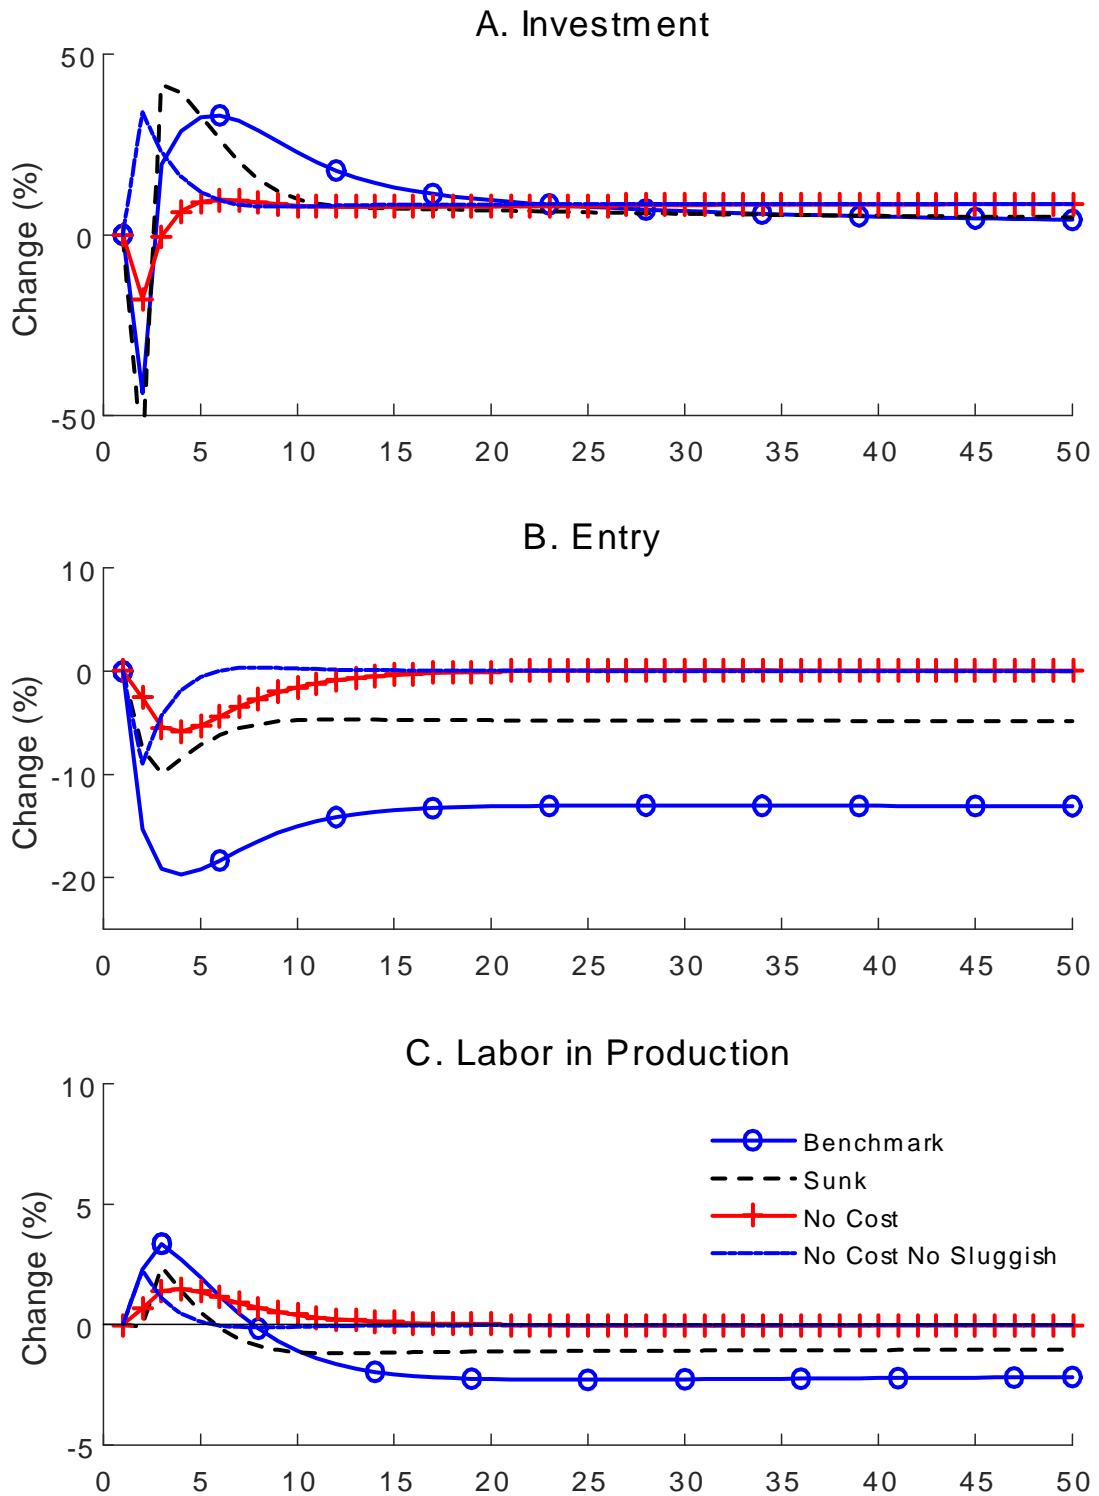 A. Investment
50
0
-50
Change (%)
0 5 10 15 20 25 30 35 40 45 50
B. Entry
10
0
-10
-20
Change (%)
0 5 10 15 20 25 30 35 40 45 50
C. Labor in Production
10
5
0
-5
Change (%)
Benchmark
Sunk
No Cost
No Cost No Sluggish
0 5 10 15 20 25 30 35 40 45 50